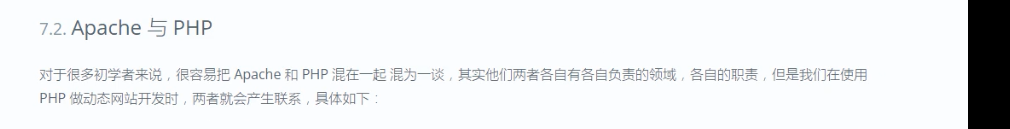 7.2. Apache 与 PHP
对于很多初学者来说，很容易把 Apache 和 PHP 混在一起 混为一谈，其实他们两者各自有各自负责的领域，各自的职责，但是我们在使用
PHP 做动态网站开发时，两者就会产生联系，具体如下：